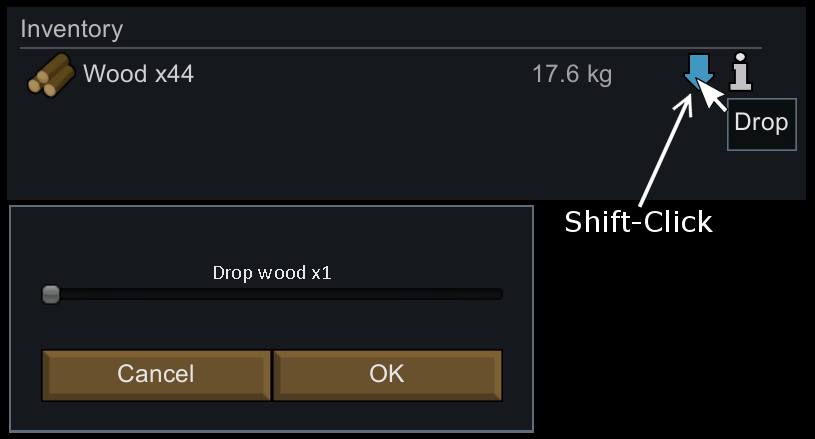 Inventory
Wood x44 17.6 kg
Drop
Shift-Click
Drop wood x1
Cancel OK